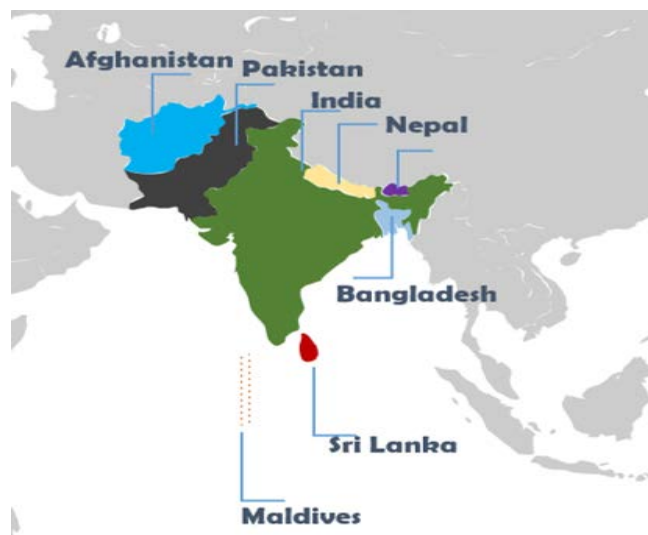 Afghanistan
Pakistan
India
Nepal
Bangladesh
Sri Lanka
Maldives